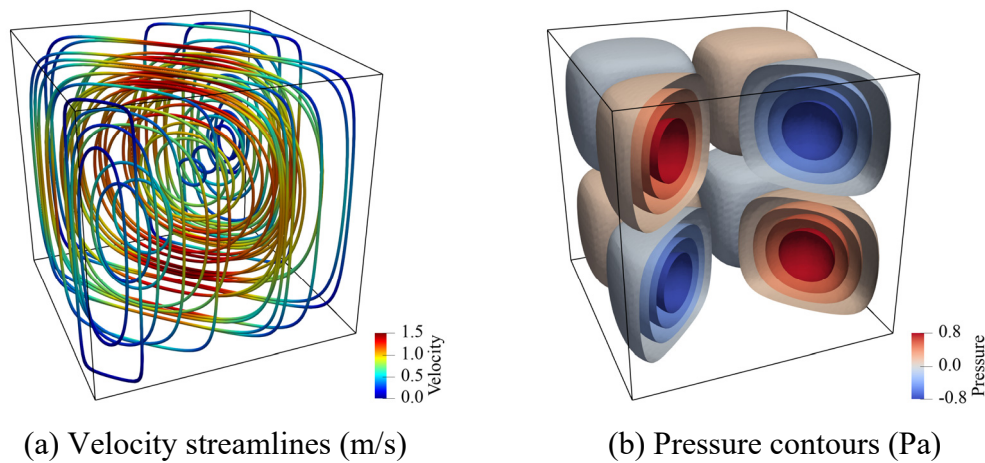 1.5
1.0
0.5
0.0
Velocity
0.8
0.0
-0.8
Pressure
(a) Velocity streamlines (m/s)
(b) Pressure contours (Pa)